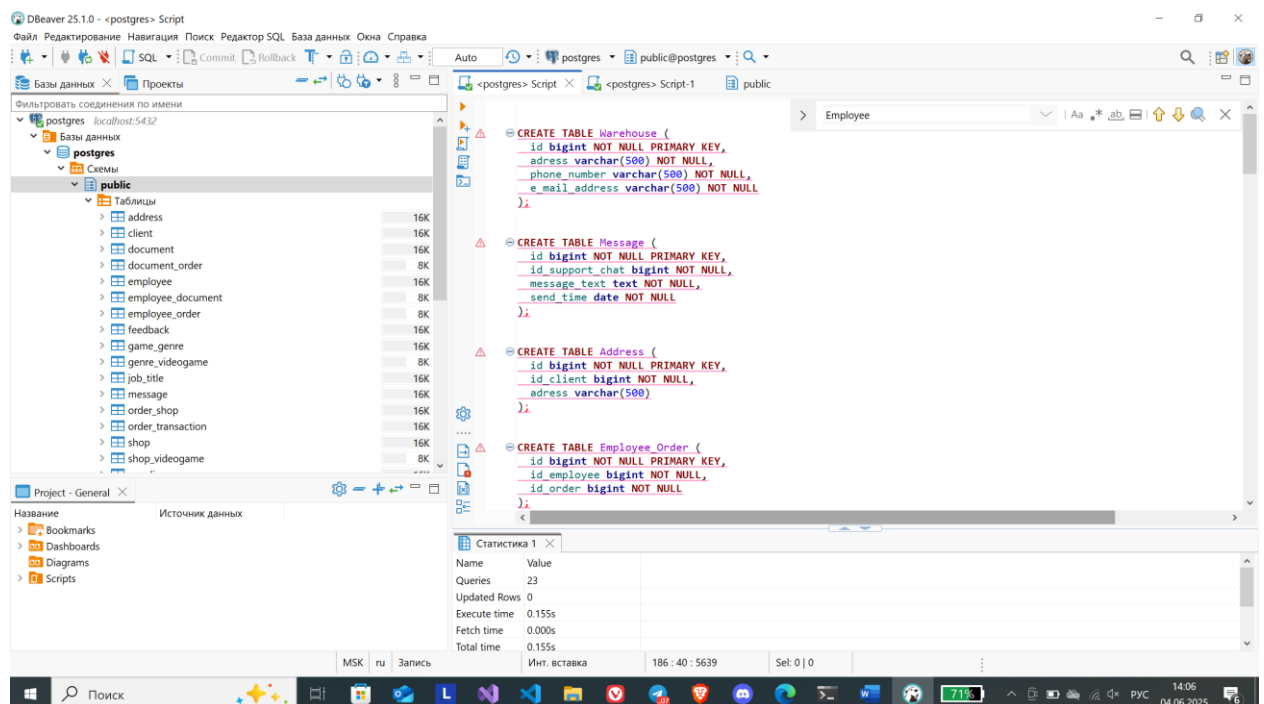 DBeaver 25.1.0 - <postgres> Script
Файл Редактирование Навигация Поиск Редактор SQL База данных Окна Справка
SQL Commit Rollback Auto postgres public@postgres
Базы данных Проекты
<postgres> Script <postgres> Script-1 public
Фильтровать соединения по имени
postgres localhost:5432
Базы данных
postgres
Схемы
public
Таблицы
address 16K
client 16K
document 16K
document_order 8K
employee 16K
employee_document 8K
employee_order 8K
feedback 16K
game_genre 16K
genre_videogame 8K
job_title 16K
message 16K
order_shop 16K
order_transaction 16K
shop 16K
shop_videogame 8K
Employee
Aa .* ab
CREATE TABLE Warehouse (
id bigint NOT NULL PRIMARY KEY,
adress varchar(500) NOT NULL,
phone_number varchar(500) NOT NULL,
e_mail_address varchar(500) NOT NULL
);
CREATE TABLE Message (
id bigint NOT NULL PRIMARY KEY,
id_support_chat bigint NOT NULL,
message_text text NOT NULL,
send_time date NOT NULL
);
CREATE TABLE Address (
id bigint NOT NULL PRIMARY KEY,
id_client bigint NOT NULL,
adress varchar(500)
);
CREATE TABLE Employee_Order (
id bigint NOT NULL PRIMARY KEY,
id_employee bigint NOT NULL,
id_order bigint NOT NULL
);
Project - General
Название Источник данных
Bookmarks
Dashboards
Diagrams
Scripts
Статистика 1
Name Value
Queries 23
Updated Rows 0
Execute time 0.155s
Fetch time 0.000s
Total time 0.155s
MSK ru Запись Инт. вставка 186 : 40 : 5639 Sel: 0 | 0
Поиск
71%
РУС
14:06
04.06.2025
6